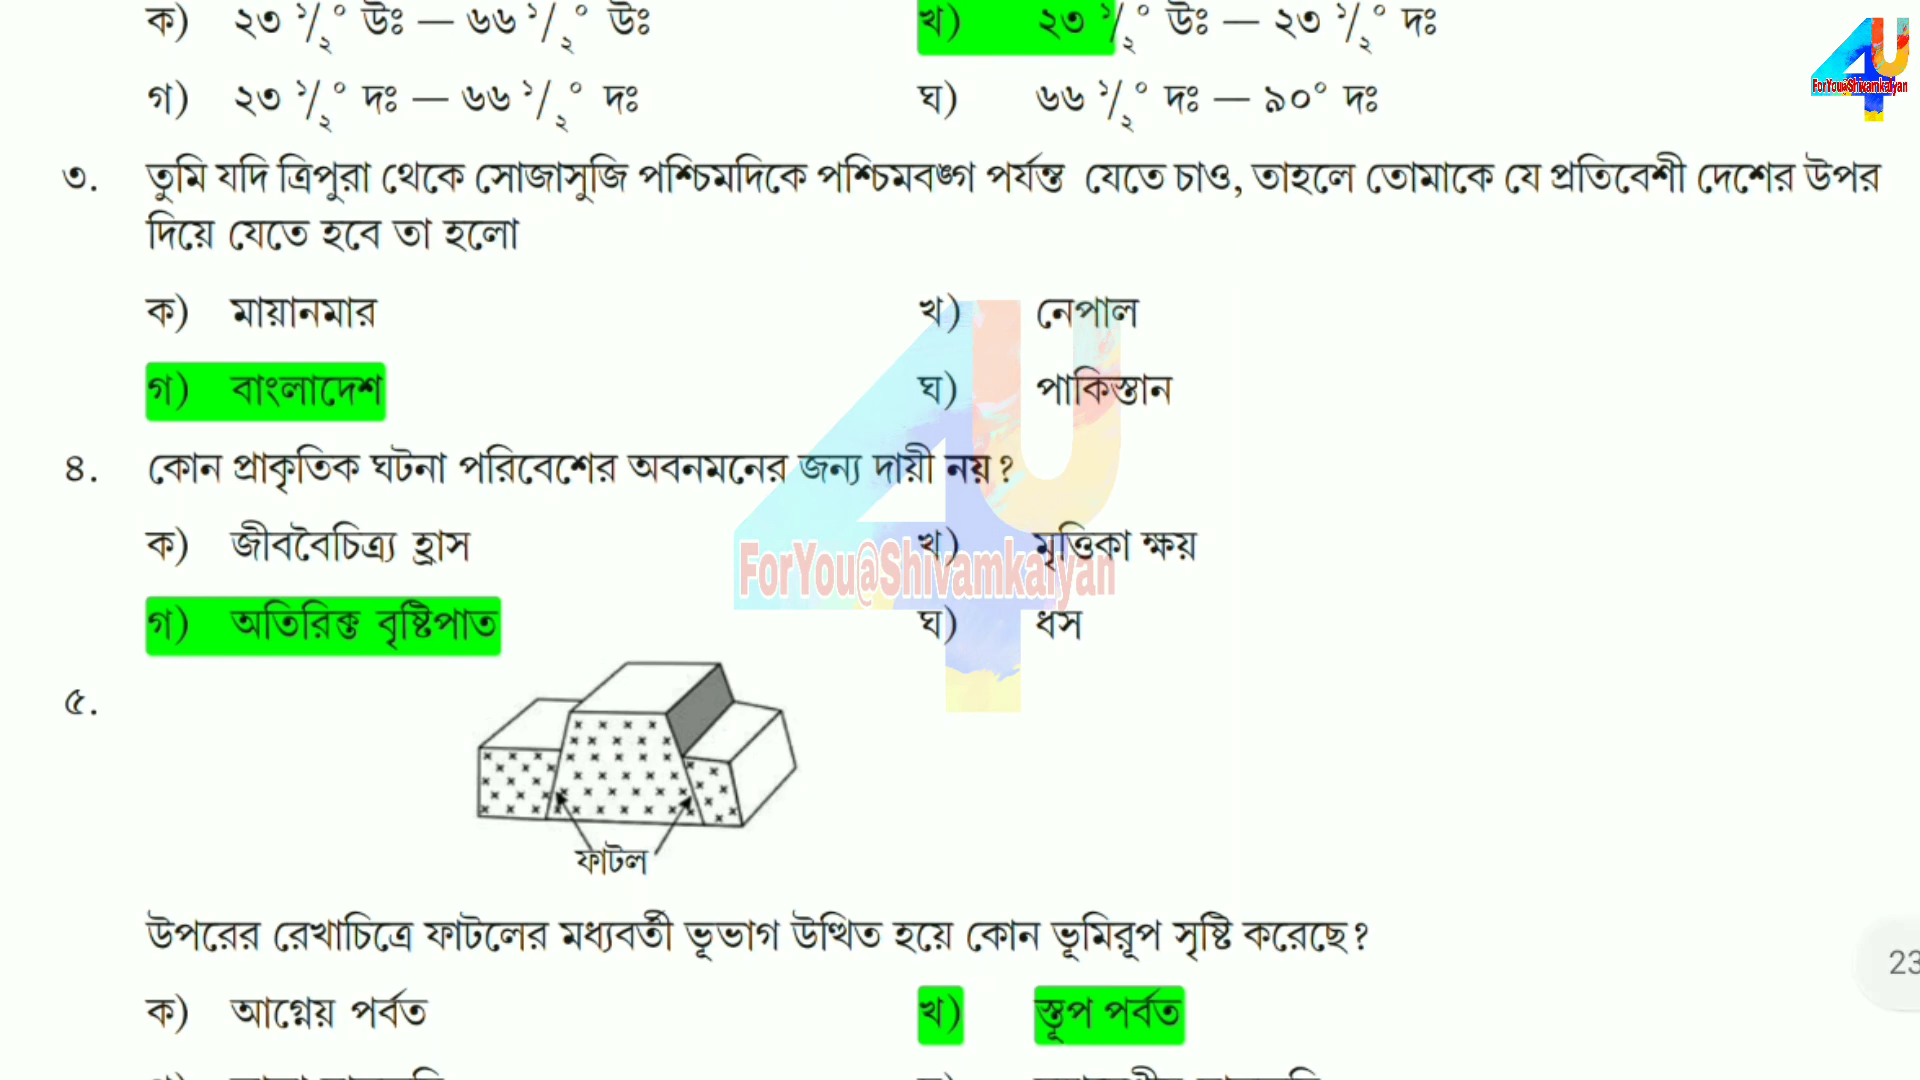 ক) ২৩ ১/২° উঃ — ৬৬ ১/২° উঃ খ) ২৩ ১/২° উঃ — ২৩ ১/২° দঃ
গ) ২৩ ১/২° দঃ — ৬৬ ১/২° দঃ ঘ) ৬৬ ১/২° দঃ — ৯০° দঃ
4U
ForYou@Shivamkalyan
৩. তুমি যদি ত্রিপুরা থেকে সোজাসুজি পশ্চিমদিকে পশ্চিমবঙ্গ পর্যন্ত যেতে চাও, তাহলে তোমাকে যে প্রতিবেশী দেশের উপর
দিয়ে যেতে হবে তা হলো
ক) মায়ানমার খ) নেপাল
গ) বাংলাদেশ ঘ) পাকিস্তান
৪. কোন প্রাকৃতিক ঘটনা পরিবেশের অবনমনের জন্য দায়ী নয়?
ক) জীববৈচিত্র্য হ্রাস খ) মৃত্তিকা ক্ষয়
4U
ForYou@Shivamkalyan
গ) অতিরিক্ত বৃষ্টিপাত ঘ) ধস
৫.
ফাটল
উপরের রেখাচিত্রে ফাটলের মধ্যবর্তী ভূভাগ উত্থিত হয়ে কোন ভূমিরূপ সৃষ্টি করেছে?
23
ক) আগ্নেয় পর্বত খ) স্তূপ পর্বত